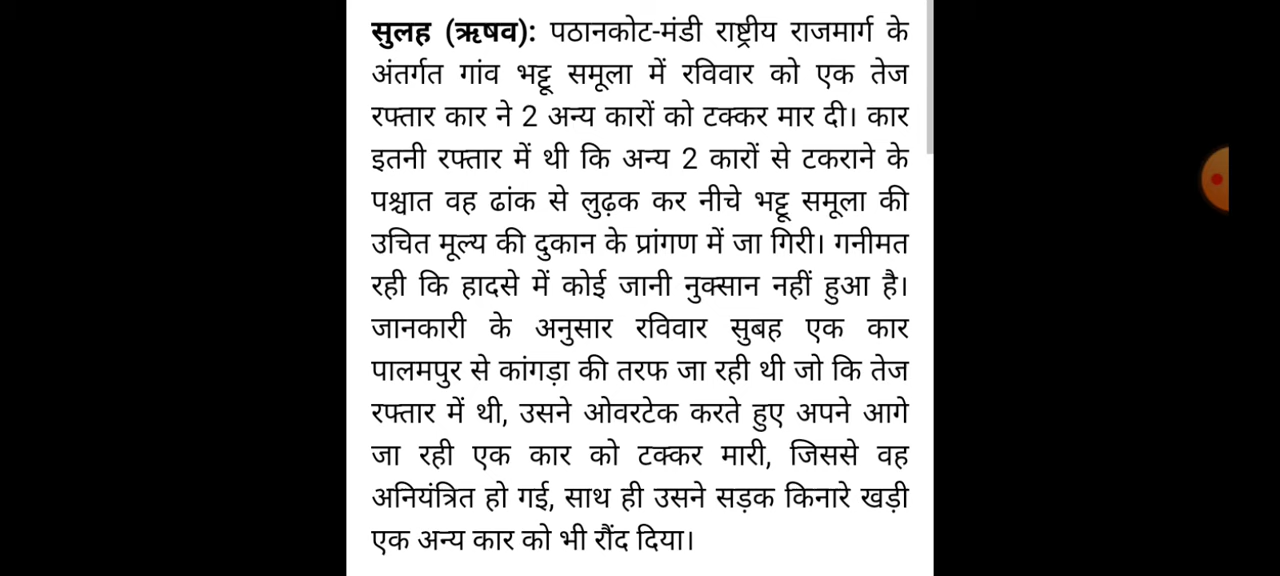 सुलह (ऋषव): पठानकोट-मंडी राष्ट्रीय राजमार्ग के
अंतर्गत गांव भट्टू समूला में रविवार को एक तेज
रफ्तार कार ने 2 अन्य कारों को टक्कर मार दी। कार
इतनी रफ्तार में थी कि अन्य 2 कारों से टकराने के
पश्चात वह ढांक से लुढ़क कर नीचे भट्टू समूला की
उचित मूल्य की दुकान के प्रांगण में जा गिरी। गनीमत
रही कि हादसे में कोई जानी नुक्सान नहीं हुआ है।
जानकारी के अनुसार रविवार सुबह एक कार
पालमपुर से कांगड़ा की तरफ जा रही थी जो कि तेज
रफ्तार में थी, उसने ओवरटेक करते हुए अपने आगे
जा रही एक कार को टक्कर मारी, जिससे वह
अनियंत्रित हो गई, साथ ही उसने सड़क किनारे खड़ी
एक अन्य कार को भी रौंद दिया।